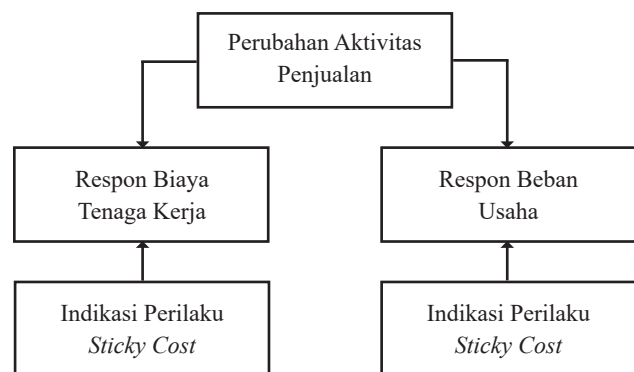 Perubahan Aktivitas
Penjualan
Respon Biaya
Tenaga Kerja
Respon Beban
Usaha
Indikasi Perilaku
Sticky Cost
Indikasi Perilaku
Sticky Cost